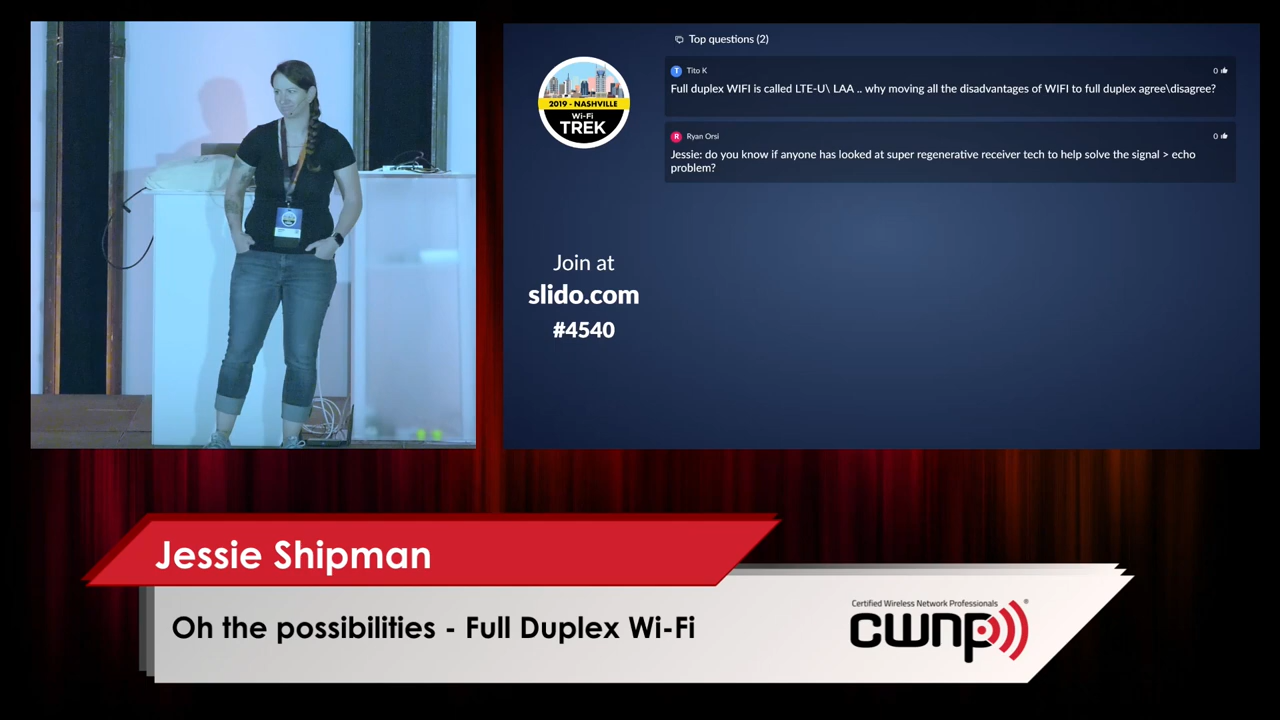 Top questions (2)
T
Tito K
0
Full duplex WIFI is called LTE-U\ LAA .. why moving all the disadvantages of WIFI to full duplex agree\disagree?
R
Ryan Orsi
0
Jessie: do you know if anyone has looked at super regenerative receiver tech to help solve the signal > echo
problem?
2019 - NASHVILLE
Wi-Fi
TREK
Join at
slido.com
#4540
Jessie Shipman
Oh the possibilities - Full Duplex Wi-Fi
Certified Wireless Network Professionals
cwnp
®